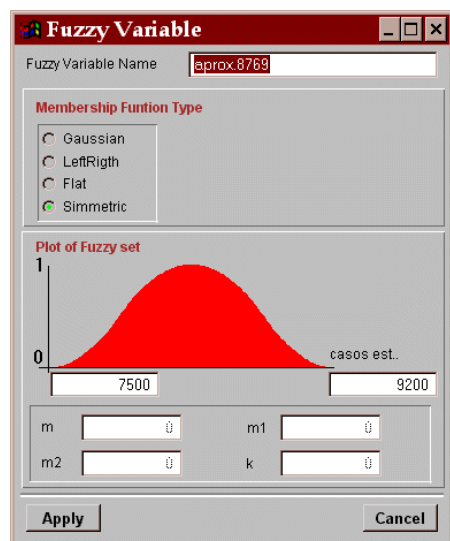 Fuzzy Variable
Fuzzy Variable Name aprox.8769
Membership Funtion Type
Gaussian
LeftRigth
Flat
Simmetric
Plot of Fuzzy set
1
0
casos est..
7500 9200
m 0 m1 0
m2 0 k 0
Apply Cancel